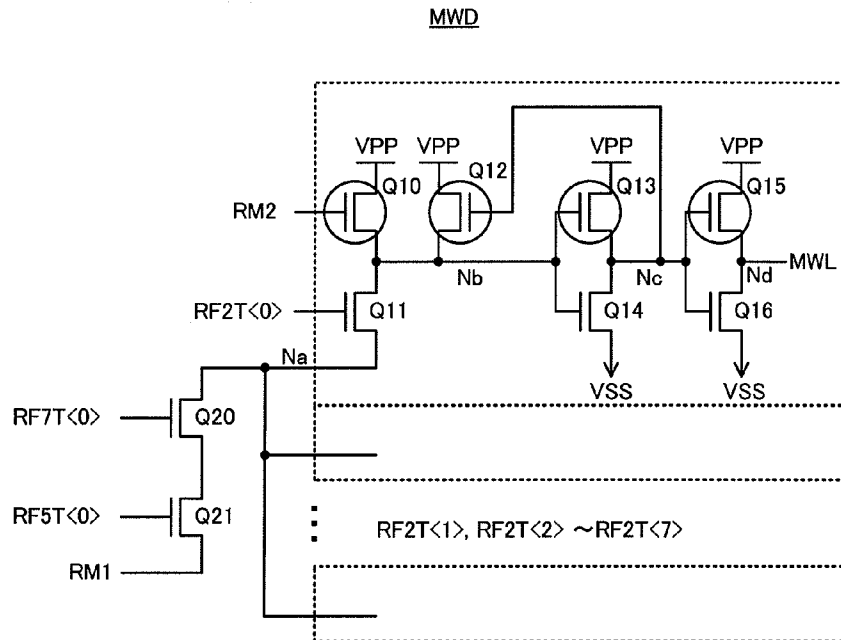 MWD
VPP VPP VPP VPP
Q10 Q12 Q13 Q15
RM2
Nb Nc Nd MWL
RF2T<0> Q11 Q14 Q16
Na
VSS VSS
RF7T<0> Q20
RF5T<0> Q21
RF2T<1>, RF2T<2> ～RF2T<7>
RM1